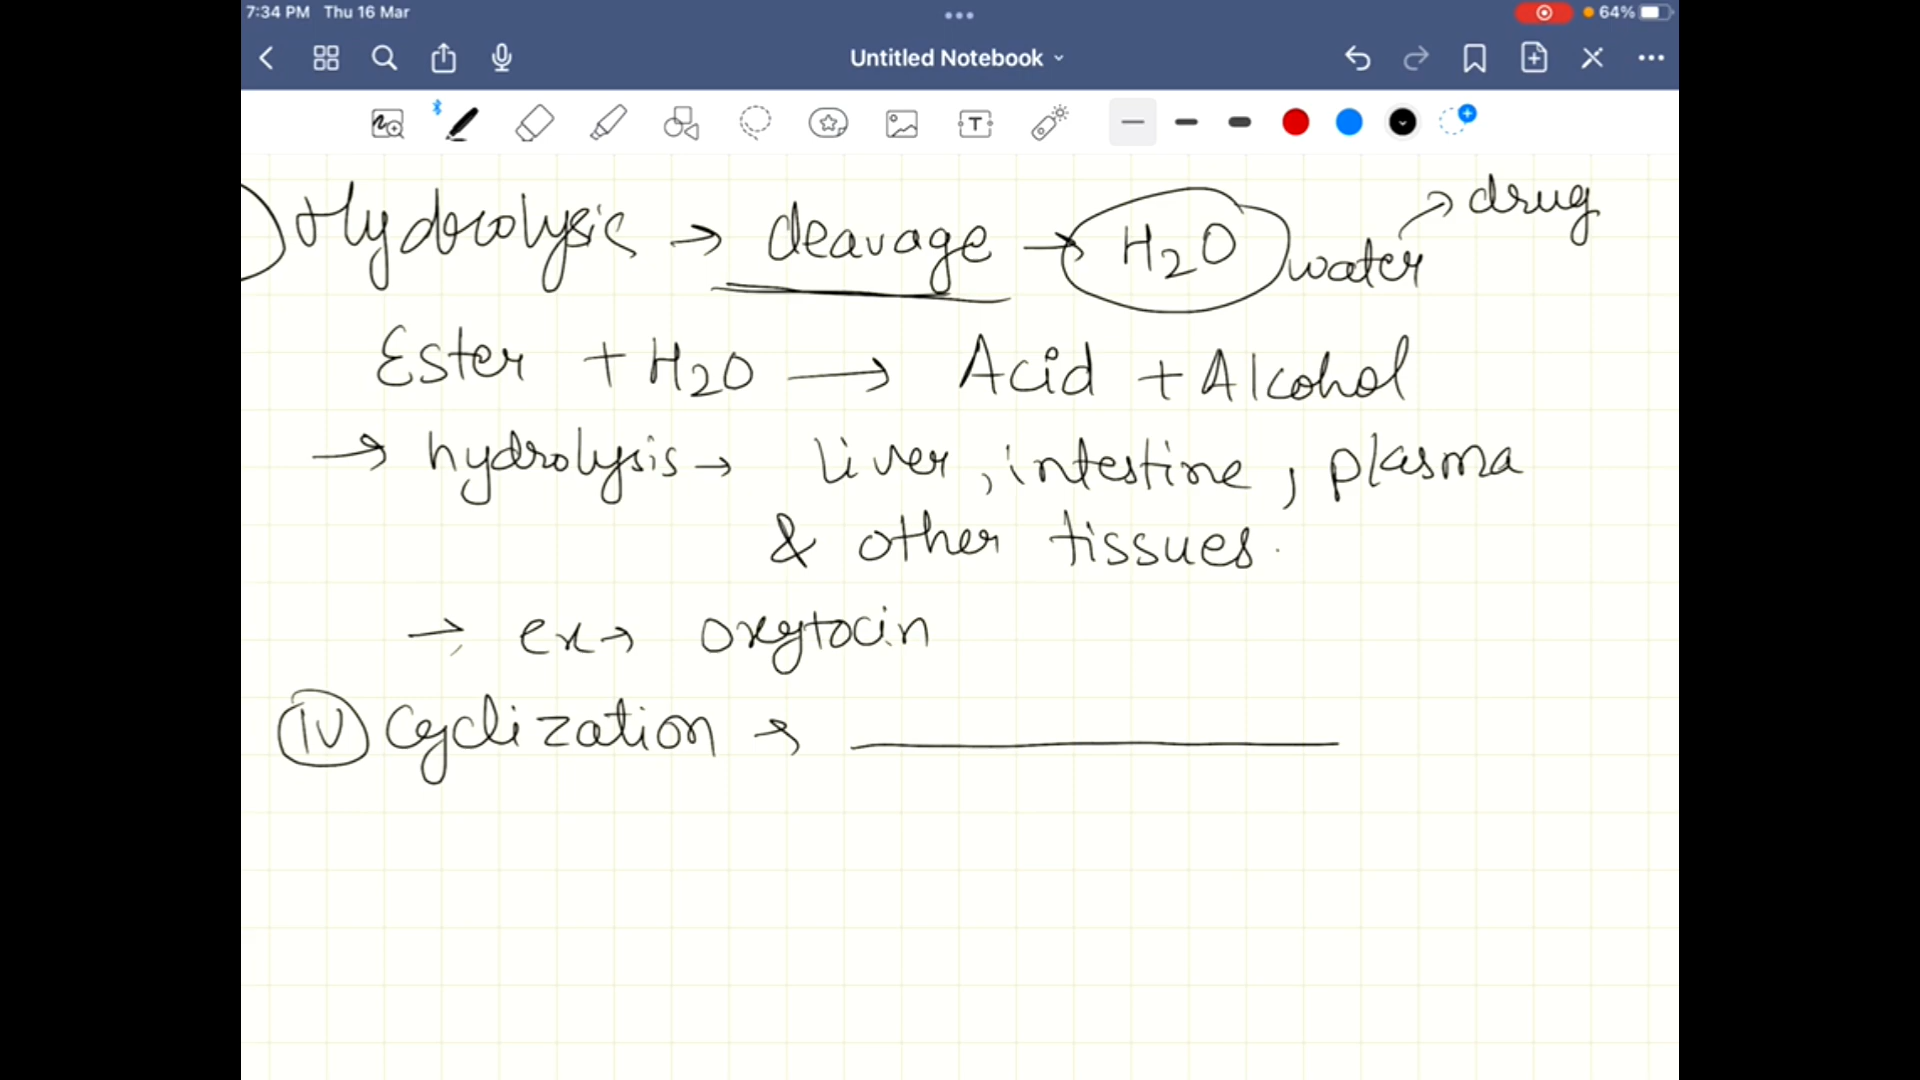 7:34 PM Thu 16 Mar
64%
Untitled Notebook
T
) Hydrolysis → cleavage → H2O water → drug
Ester + H2O → Acid + Alcohol
→ hydrolysis → liver, intestine, plasma
& other tissues.
→ ex → oxytocin
(iv) Cyclization →